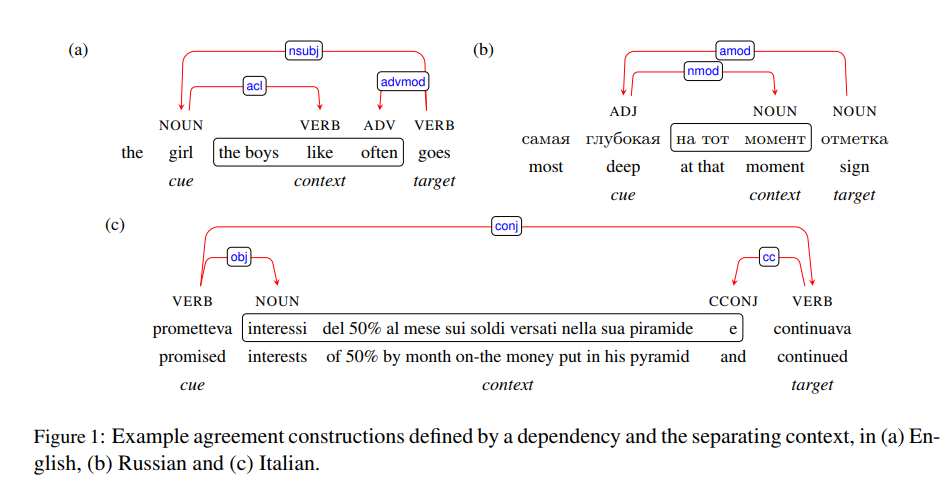 (a)
nsubj
acl
advmod
NOUN VERB ADV VERB
the girl the boys like often goes
cue context target
(b)
amod
nmod
ADJ NOUN NOUN
самая глубокая на тот момент отметка
most deep at that moment sign
cue context target
(c)
conj
obj cc
VERB NOUN CCONJ VERB
prometteva interessi del 50% al mese sui soldi versati nella sua piramide e continuava
promised interests of 50% by month on-the money put in his pyramid and continued
cue context target
Figure 1: Example agreement constructions defined by a dependency and the separating context, in (a) En-
glish, (b) Russian and (c) Italian.